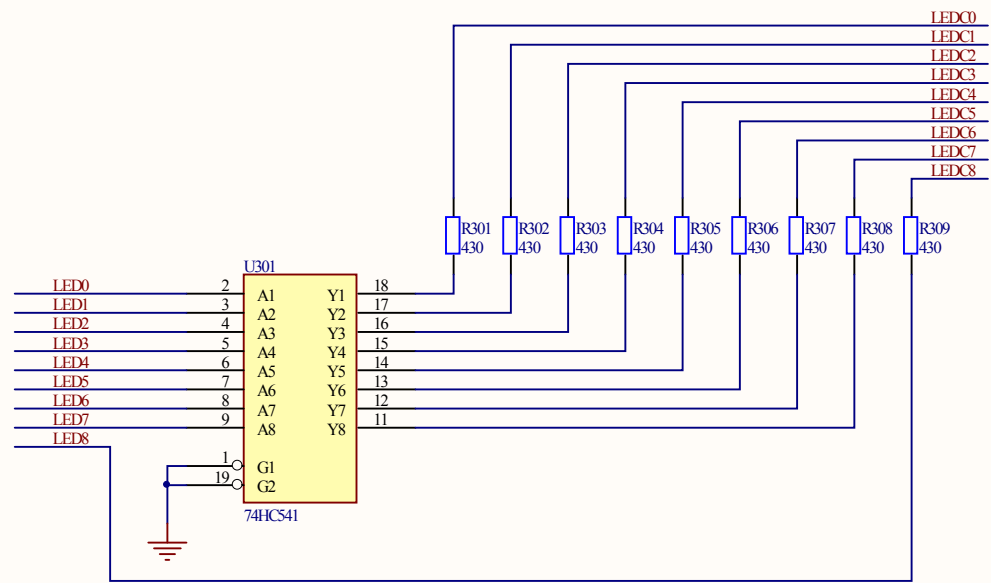 LEDC0
LEDC1
LEDC2
LEDC3
LEDC4
LEDC5
LEDC6
LEDC7
LEDC8
R301 R302 R303 R304 R305 R306 R307 R308 R309
430 430 430 430 430 430 430 430 430
U301
LED0 2 A1 Y1 18
LED1 3 A2 Y2 17
LED2 4 A3 Y3 16
LED3 5 A4 Y4 15
LED4 6 A5 Y5 14
LED5 7 A6 Y6 13
LED6 8 A7 Y7 12
LED7 9 A8 Y8 11
LED8
1 G1
19 G2
74HC541